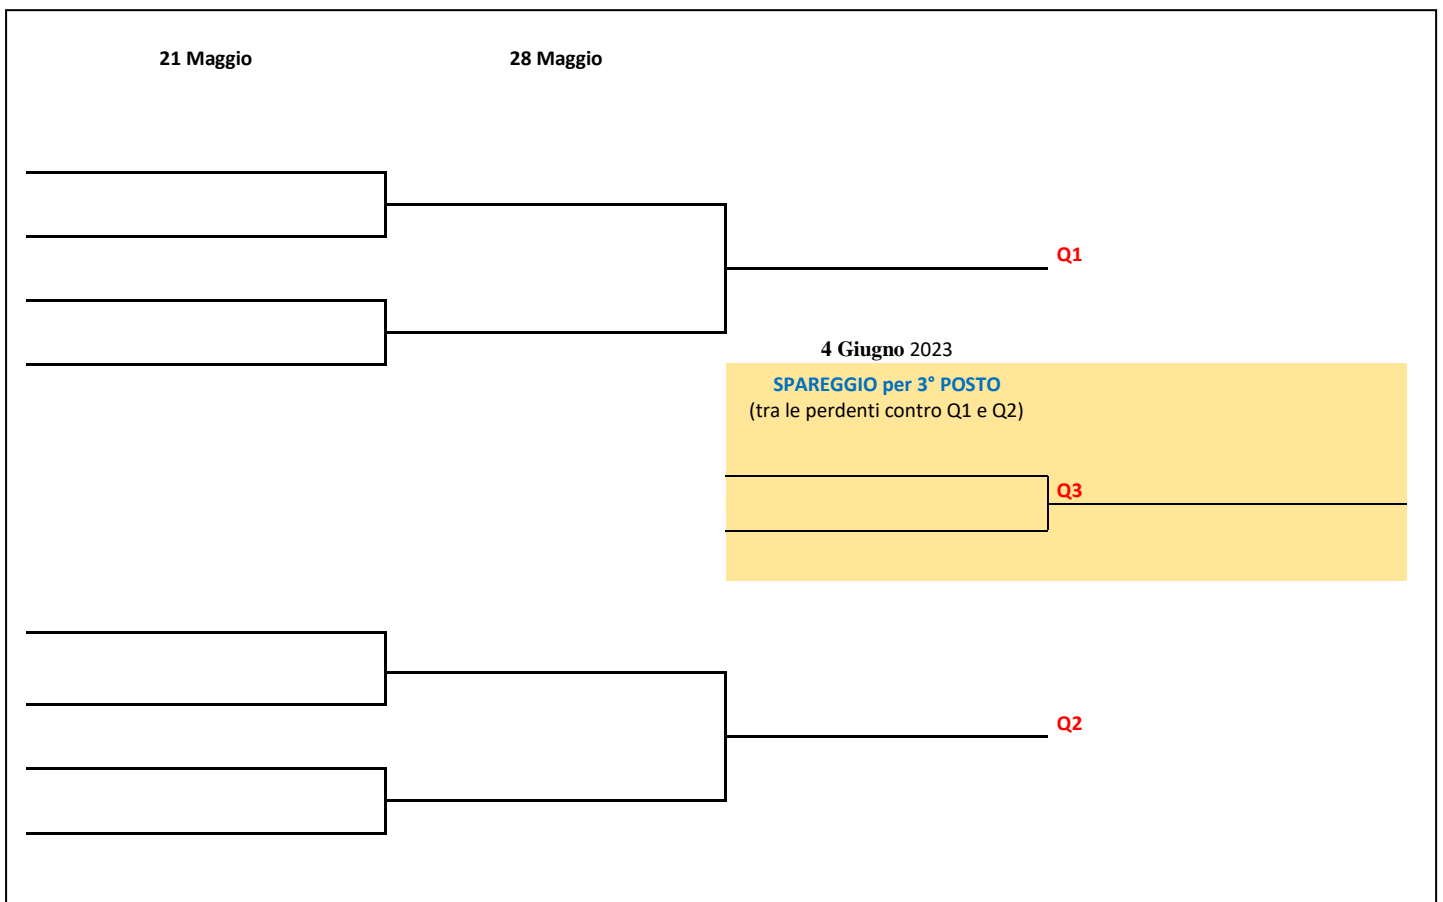 21 Maggio
28 Maggio
Q1
4 Giugno 2023
SPAREGGIO per 3° POSTO
(tra le perdenti contro Q1 e Q2)
Q3
Q2